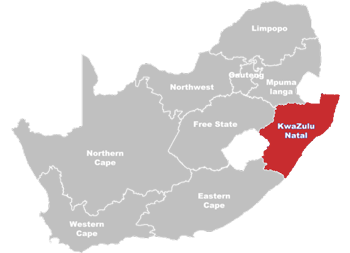 Limpopo
Gauteng
Mpuma
langa
Northwest
KwaZulu
Natal
Free State
Northern
Cape
Eastern
Cape
Western
Cape